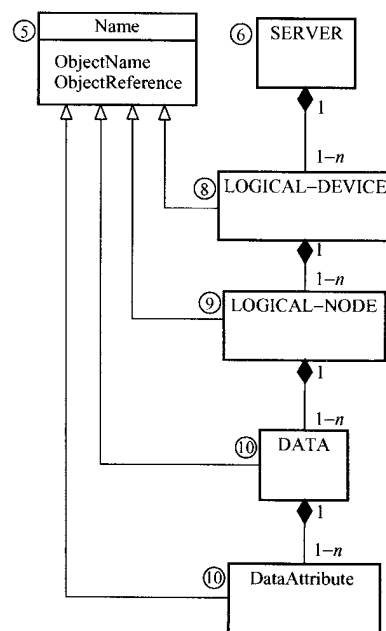 ⑤
Name
ObjectName
ObjectReference
⑥
SERVER
1
1-n
⑧
LOGICAL-DEVICE
1
1-n
⑨
LOGICAL-NODE
1
1-n
⑩
DATA
1
1-n
⑩
DataAttribute